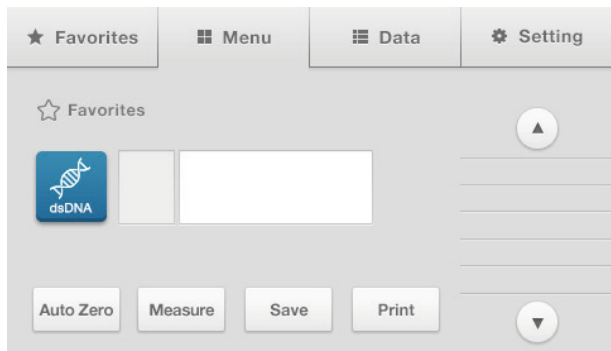 Favorites
Menu
Data
Setting
Favorites
dsDNA
Auto Zero
Measure
Save
Print